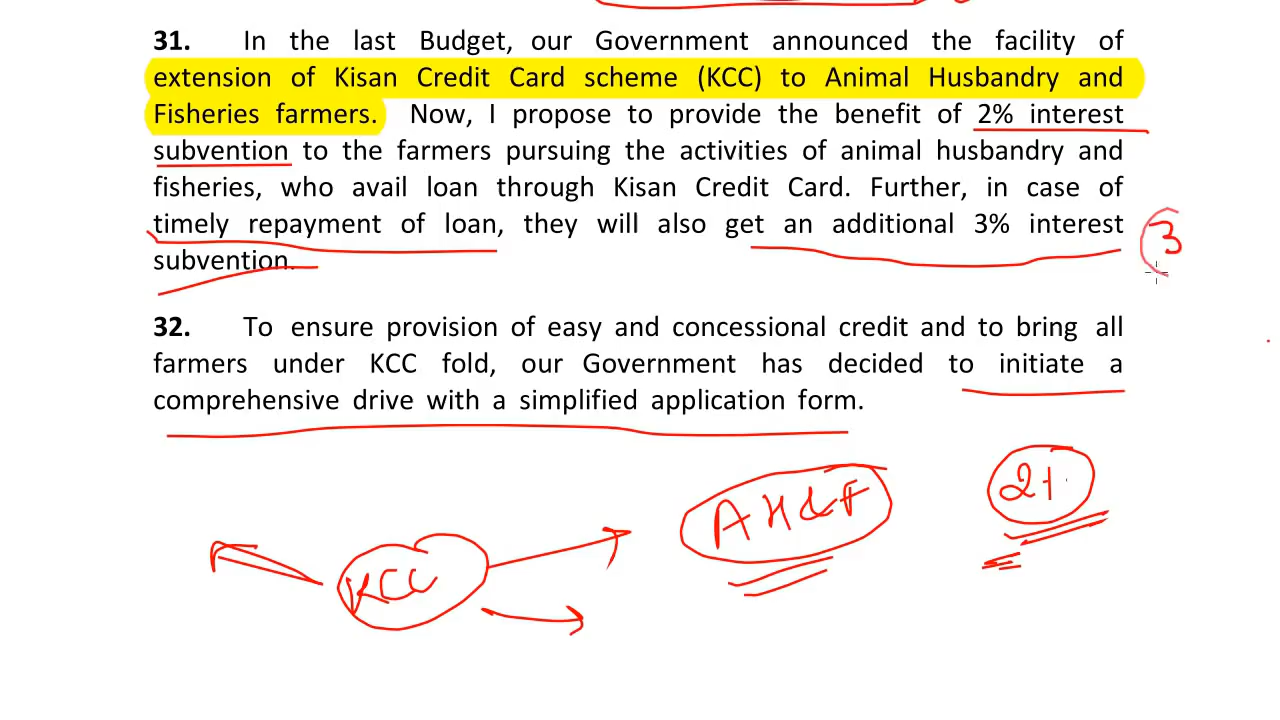 31. In the last Budget, our Government announced the facility of
extension of Kisan Credit Card scheme (KCC) to Animal Husbandry and
Fisheries farmers. Now, I propose to provide the benefit of 2% interest
subvention to the farmers pursuing the activities of animal husbandry and
fisheries, who avail loan through Kisan Credit Card. Further, in case of
timely repayment of loan, they will also get an additional 3% interest
subvention.
3
32. To ensure provision of easy and concessional credit and to bring all
farmers under KCC fold, our Government has decided to initiate a
comprehensive drive with a simplified application form.
AH&F
KCC